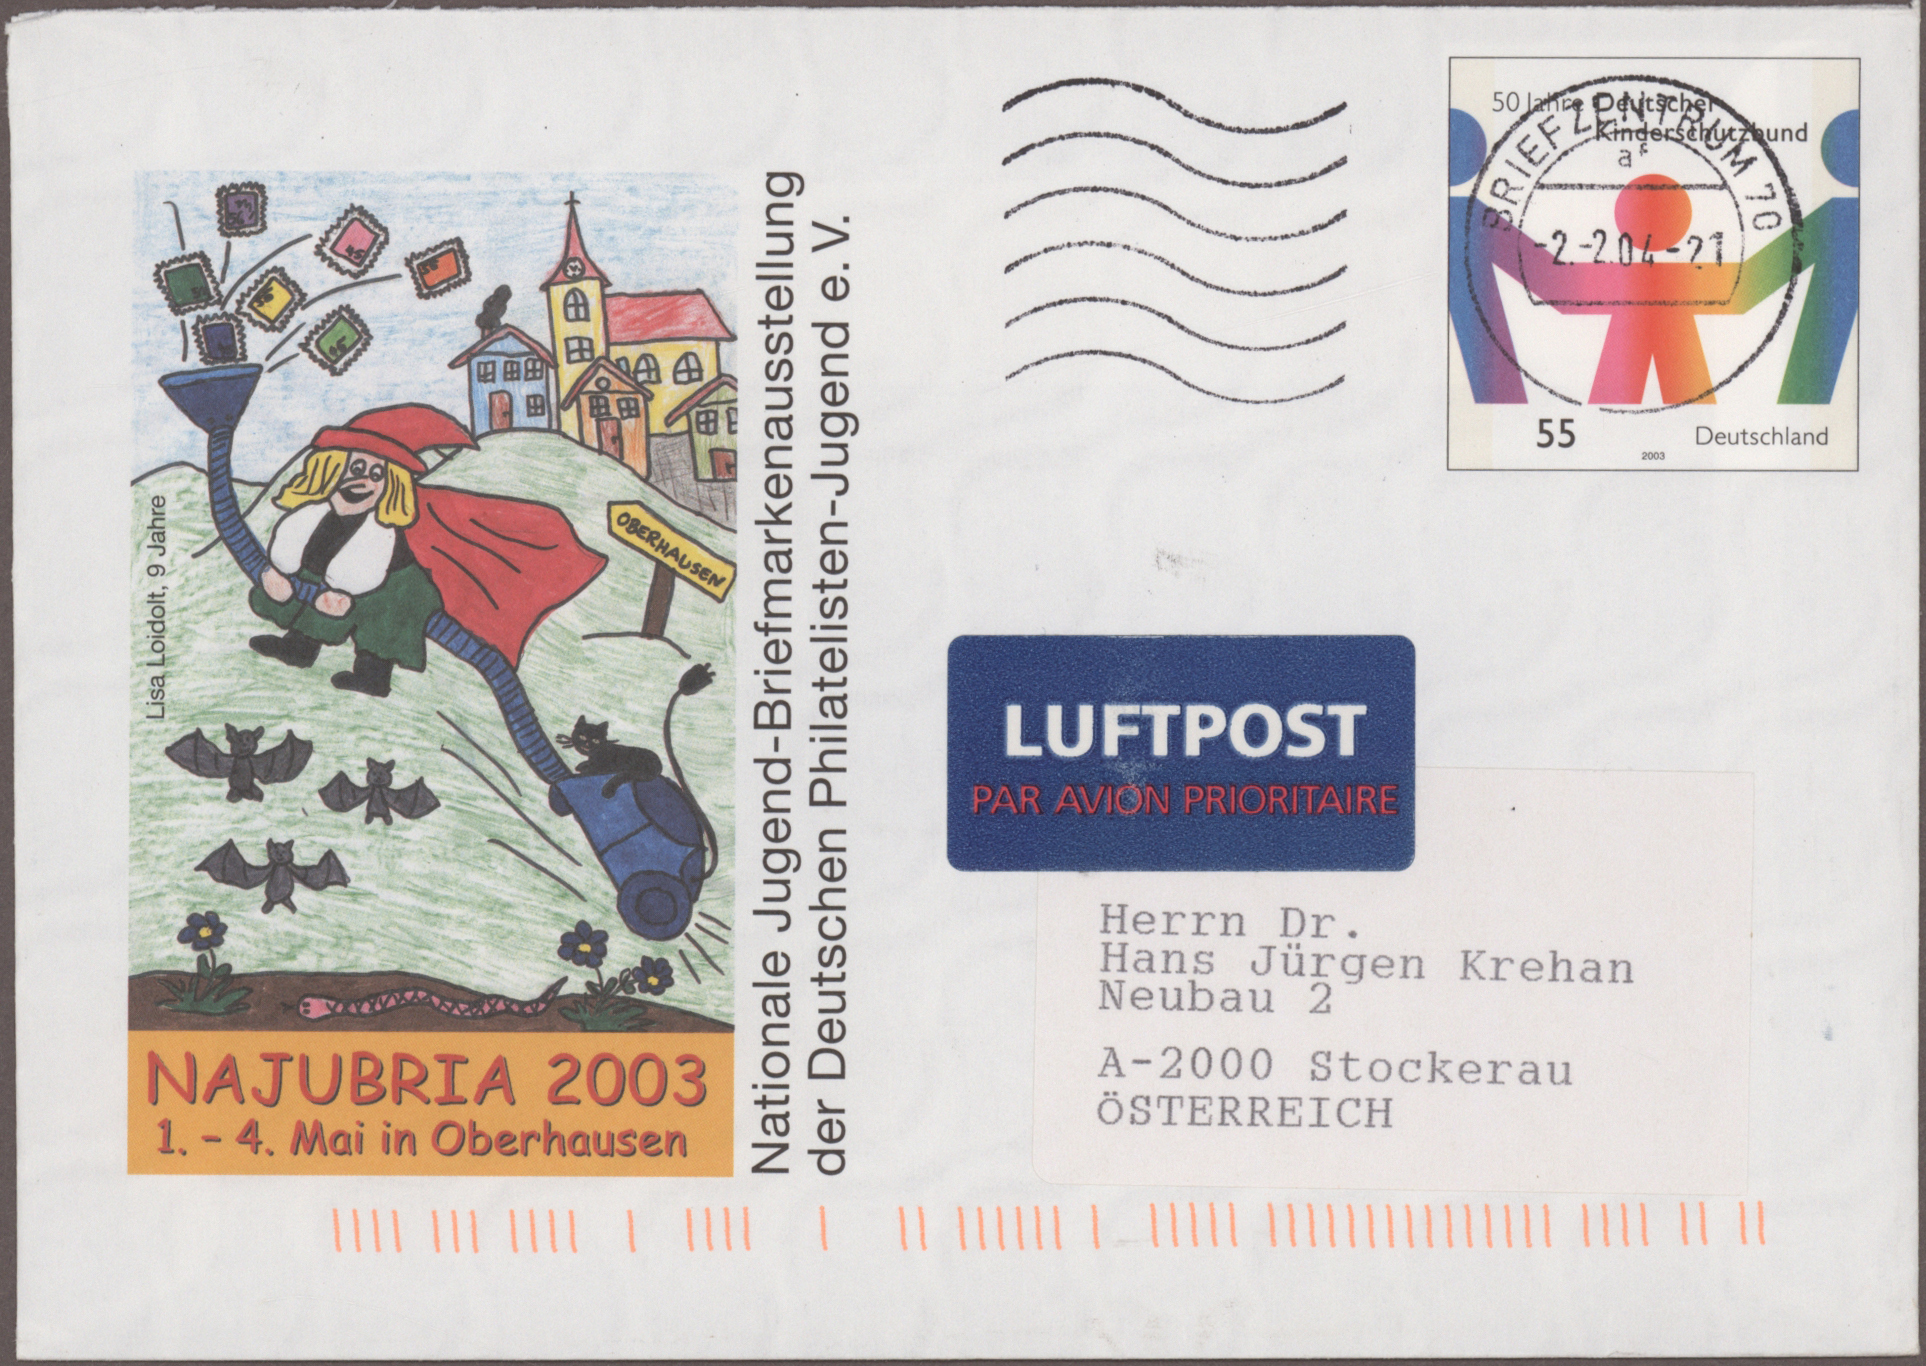 50 Jahre Deutscher
Kinderschutzbund
BRIEFZENTRUM 70
-2.-2.04-21
55
2003
Deutschland
OBERHAUSEN
Lisa Loidolt, 9 Jahre
Nationale Jugend-Briefmarkenausstellung
der Deutschen Philatelisten-Jugend e.V.
LUFTPOST
PAR AVION PRIORITAIRE
Herrn Dr.
Hans Jürgen Krehan
Neubau 2
A-2000 Stockerau
ÖSTERREICH
NAJUBRIA 2003
1. – 4. Mai in Oberhausen